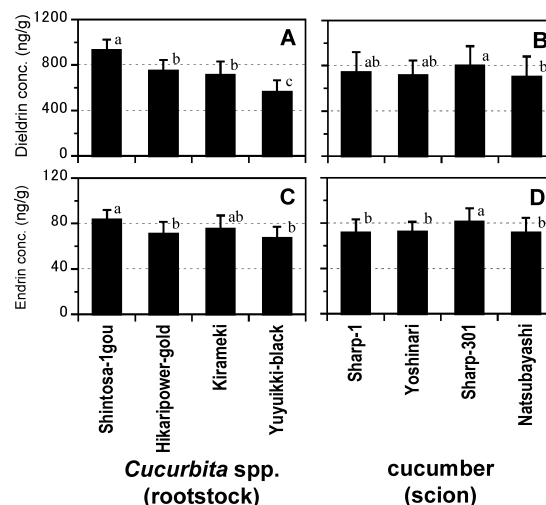 Dieldrin conc. (ng/g)
1200
800
400
0
A
a
b
b
c
B
ab
ab
a
b
Endrin conc. (ng/g)
120
80
40
0
C
a
b
ab
b
D
b
b
a
b
Shintosa-1gou
Hikaripower-gold
Kirameki
Yuyuikki-black
Sharp-1
Yoshinari
Sharp-301
Natsubayashi
Cucurbita spp.
(rootstock)
cucumber
(scion)